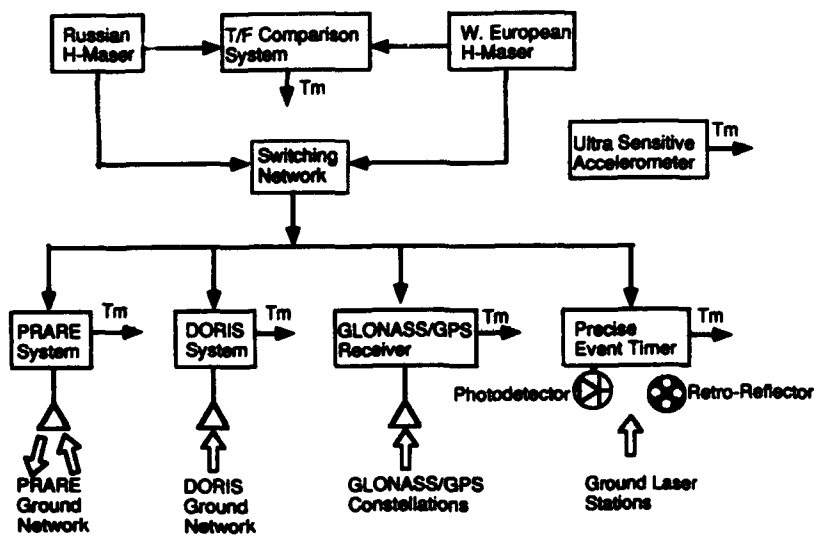 Russian
H-Maser
T/F Comparison
System
W. European
H-Maser
Tm
Switching
Network
Ultra Sensitive
Accelerometer
Tm
PRARE
System
Tm
DORIS
System
Tm
GLONASS/GPS
Receiver
Tm
Precise
Event Timer
Tm
Photodetector
Retro-Reflector
PRARE
Ground
Network
DORIS
Ground
Network
GLONASS/GPS
Constellations
Ground Laser
Stations